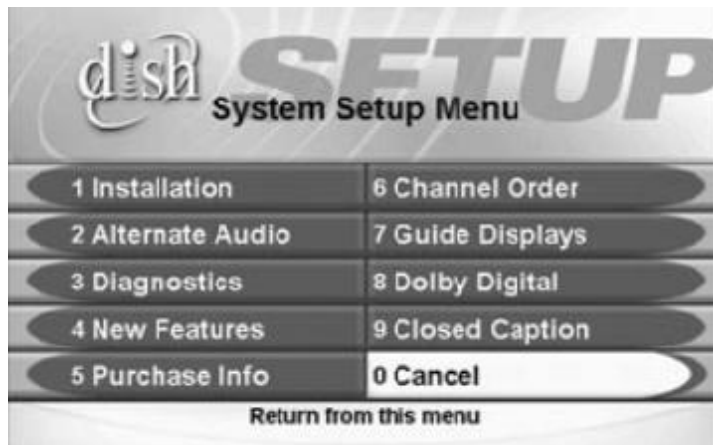 dish SETUP
System Setup Menu
1 Installation
6 Channel Order
2 Alternate Audio
7 Guide Displays
3 Diagnostics
8 Dolby Digital
4 New Features
9 Closed Caption
5 Purchase Info
0 Cancel
Return from this menu